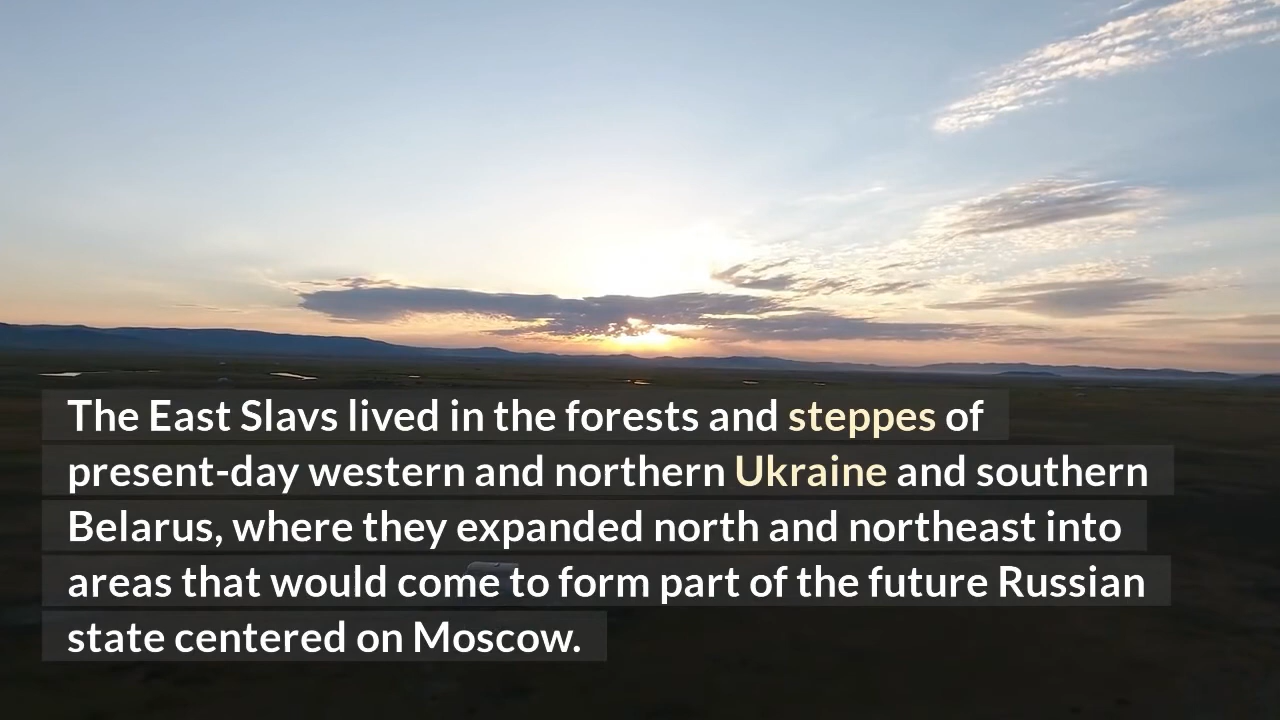 The East Slavs lived in the forests and steppes of
present-day western and northern Ukraine and southern
Belarus, where they expanded north and northeast into
areas that would come to form part of the future Russian
state centered on Moscow.